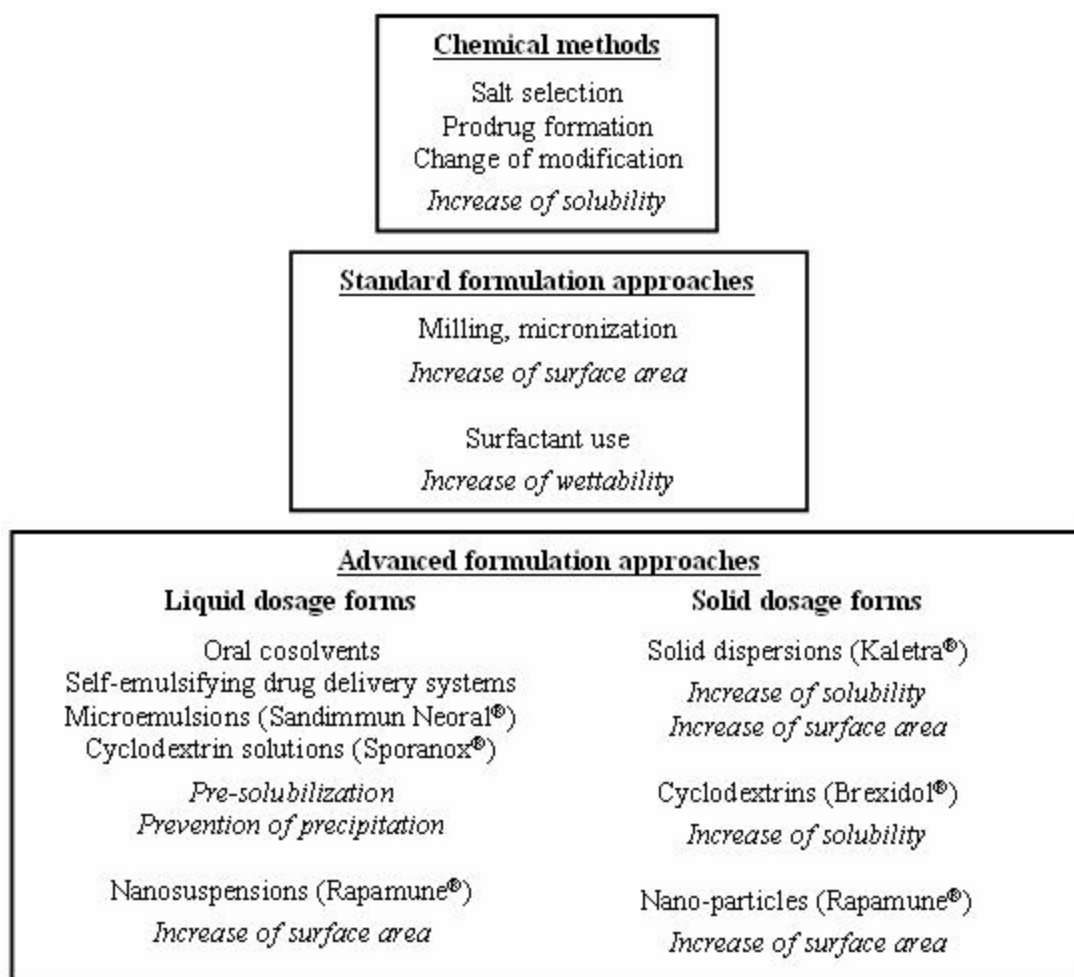 Chemical methods
Salt selection
Prodrug formation
Change of modification
Increase of solubility
Standard formulation approaches
Milling, micronization
Increase of surface area
Surfactant use
Increase of wettability
Advanced formulation approaches
Liquid dosage forms
Oral cosolvents
Self-emulsifying drug delivery systems
Microemulsions (Sandimmun Neoral®)
Cyclodextrin solutions (Sporanox®)
Pre-solubilization
Prevention of precipitation
Nanosuspensions (Rapamune®)
Increase of surface area
Solid dosage forms
Solid dispersions (Kaletra®)
Increase of solubility
Increase of surface area
Cyclodextrins (Brexidol®)
Increase of solubility
Nano-particles (Rapamune®)
Increase of surface area